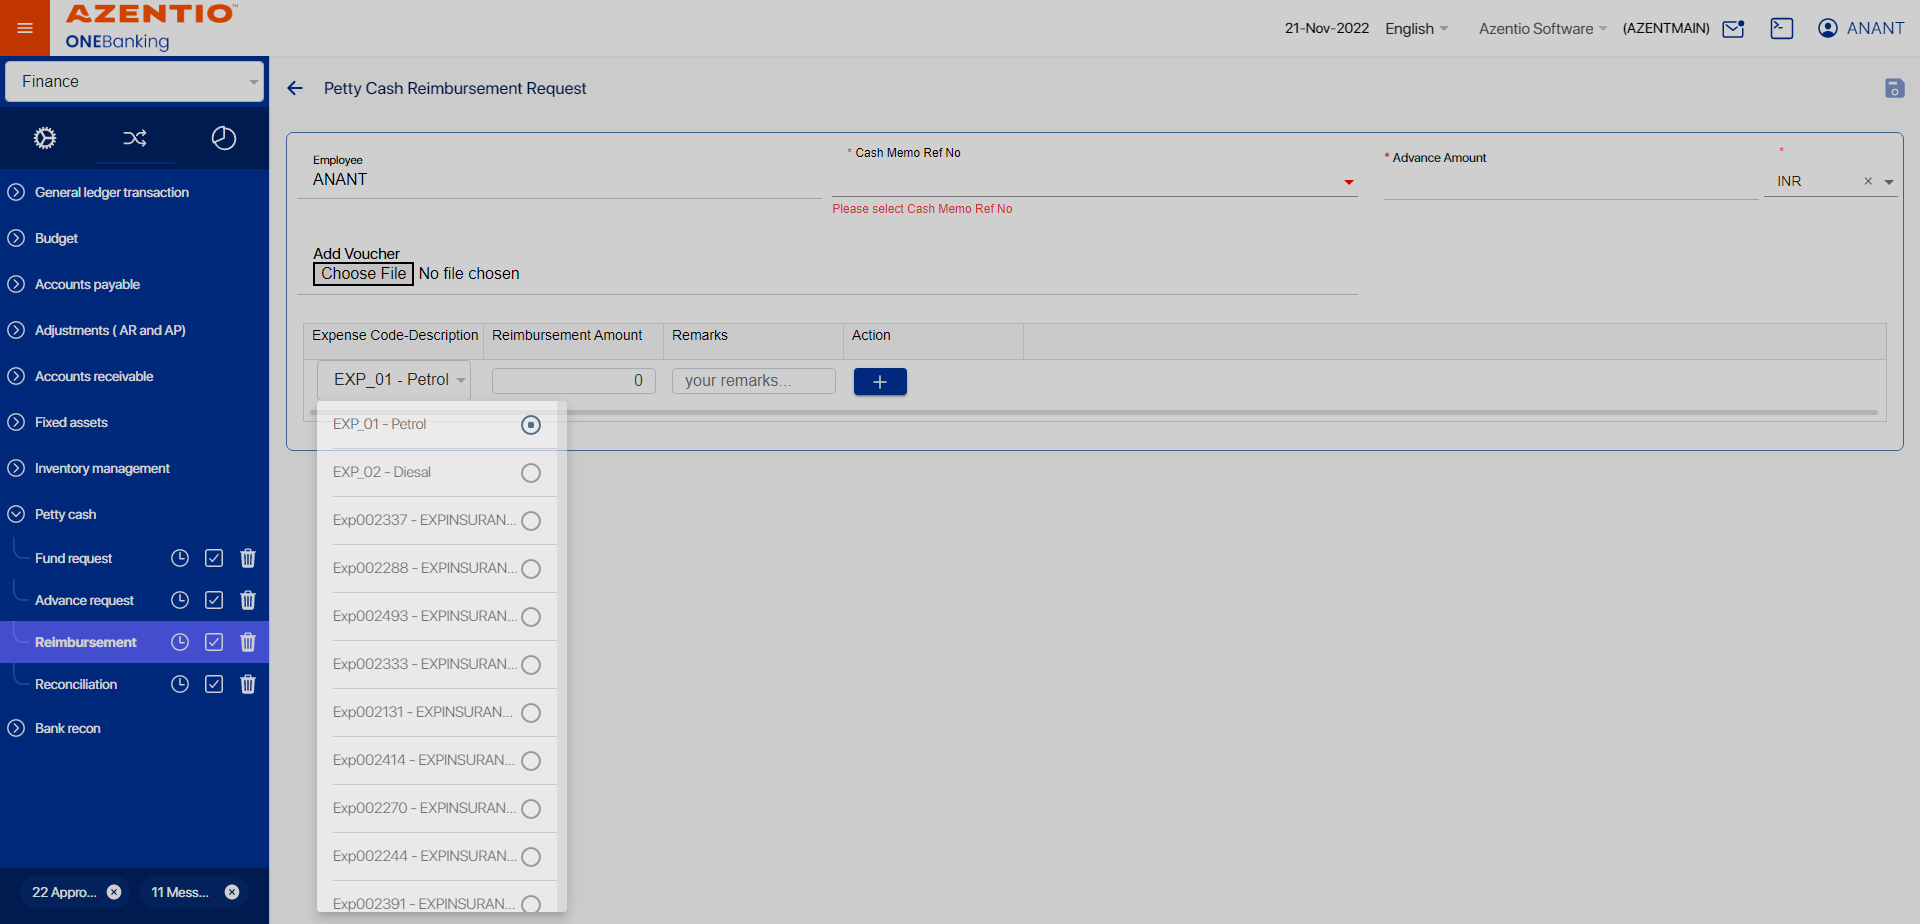 AZENTIO™
ONEBanking
21-Nov-2022 English Azentio Software (AZENTMAIN) ANANT
Finance
General ledger transaction
Budget
Accounts payable
Adjustments ( AR and AP)
Accounts receivable
Fixed assets
Inventory management
Petty cash
Fund request
Advance request
Reimbursement
Reconciliation
Bank recon
22 Appro...
11 Mess...
Petty Cash Reimbursement Request
Employee
ANANT
* Cash Memo Ref No
Please select Cash Memo Ref No
* Advance Amount
*
INR ×
Add Voucher
Choose File No file chosen
Expense Code-Description Reimbursement Amount Remarks Action
EXP_01 - Petrol 0 your remarks... +
EXP_01 - Petrol
EXP_02 - Diesal
Exp002337 - EXPINSURAN...
Exp002288 - EXPINSURAN...
Exp002493 - EXPINSURAN...
Exp002333 - EXPINSURAN...
Exp002131 - EXPINSURAN...
Exp002414 - EXPINSURAN...
Exp002270 - EXPINSURAN...
Exp002244 - EXPINSURAN...
Exp002391 - EXPINSURAN...